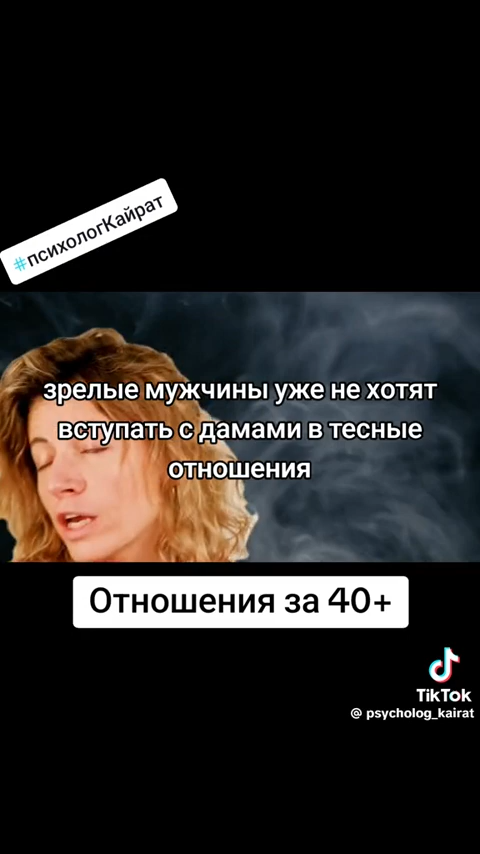 #психологКайрат
зрелые мужчины уже не хотят
вступать с дамами в тесные
отношения
Отношения за 40+
TikTok
@ psycholog_kairat